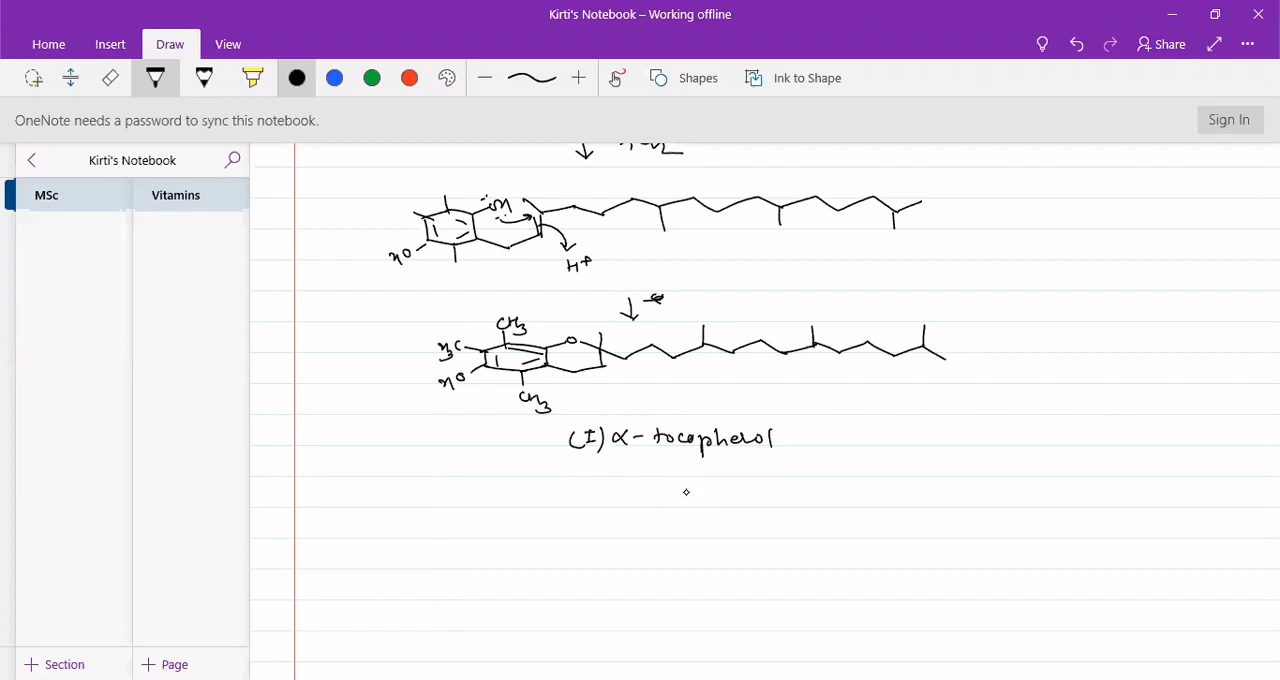 Kirti's Notebook – Working offline
Home Insert Draw View
Share
Shapes Ink to Shape
OneNote needs a password to sync this notebook.
Sign In
Kirti's Notebook
MSc Vitamins
:OH
HO
H+
CH3
H3C
HO
CH3
(I) α-tocopherol
+ Section + Page